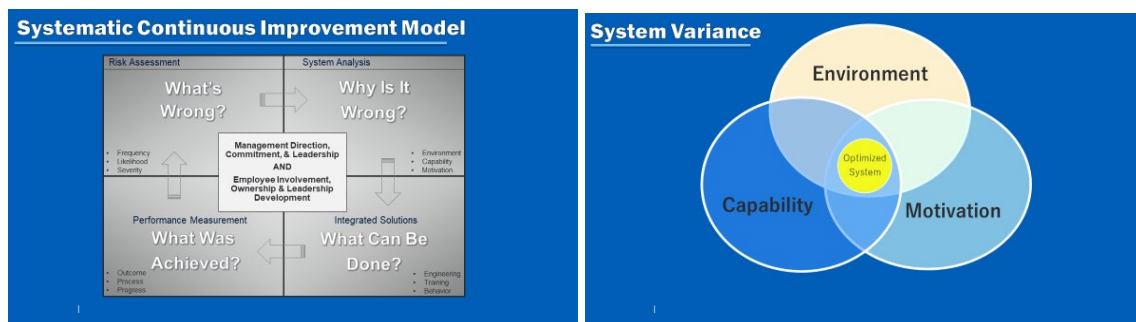 Systematic Continuous Improvement Model
Risk Assessment
What's
Wrong?
• Frequency
• Likelihood
• Severity
System Analysis
Why Is It
Wrong?
• Environment
• Capability
• Motivation
Management Direction,
Commitment, & Leadership
AND
Employee Involvement,
Ownership & Leadership
Development
Performance Measurement
What Was
Achieved?
• Outcome
• Process
• Progress
Integrated Solutions
What Can Be
Done?
• Engineering
• Training
• Behavior
System Variance
Environment
Optimized
System
Capability
Motivation